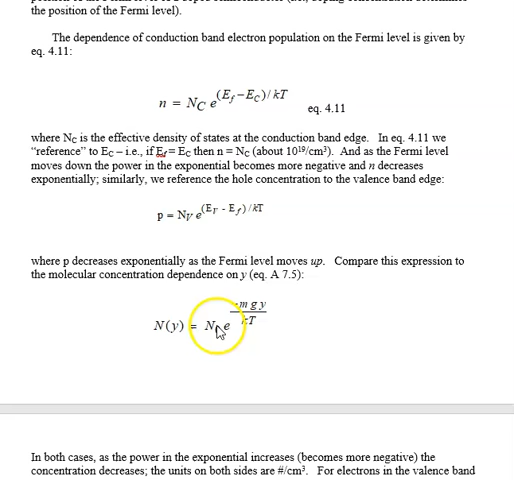 the position of the Fermi level).
The dependence of conduction band electron population on the Fermi level is given by
eq. 4.11:
n = N_C e^(E_f−E_C)/kT eq. 4.11
where N_C is the effective density of states at the conduction band edge. In eq. 4.11 we
“reference” to E_C – i.e., if E_f = E_C then n = N_C (about 10^19/cm^3). And as the Fermi level
moves down the power in the exponential becomes more negative and n decreases
exponentially; similarly, we reference the hole concentration to the valence band edge:
p = N_V e^(E_V - E_f)/kT
where p decreases exponentially as the Fermi level moves up. Compare this expression to
the molecular concentration dependence on y (eq. A 7.5):
N(y) = N e^-mgy/kT
In both cases, as the power in the exponential increases (becomes more negative) the
concentration decreases; the units on both sides are #/cm^3. For electrons in the valence band